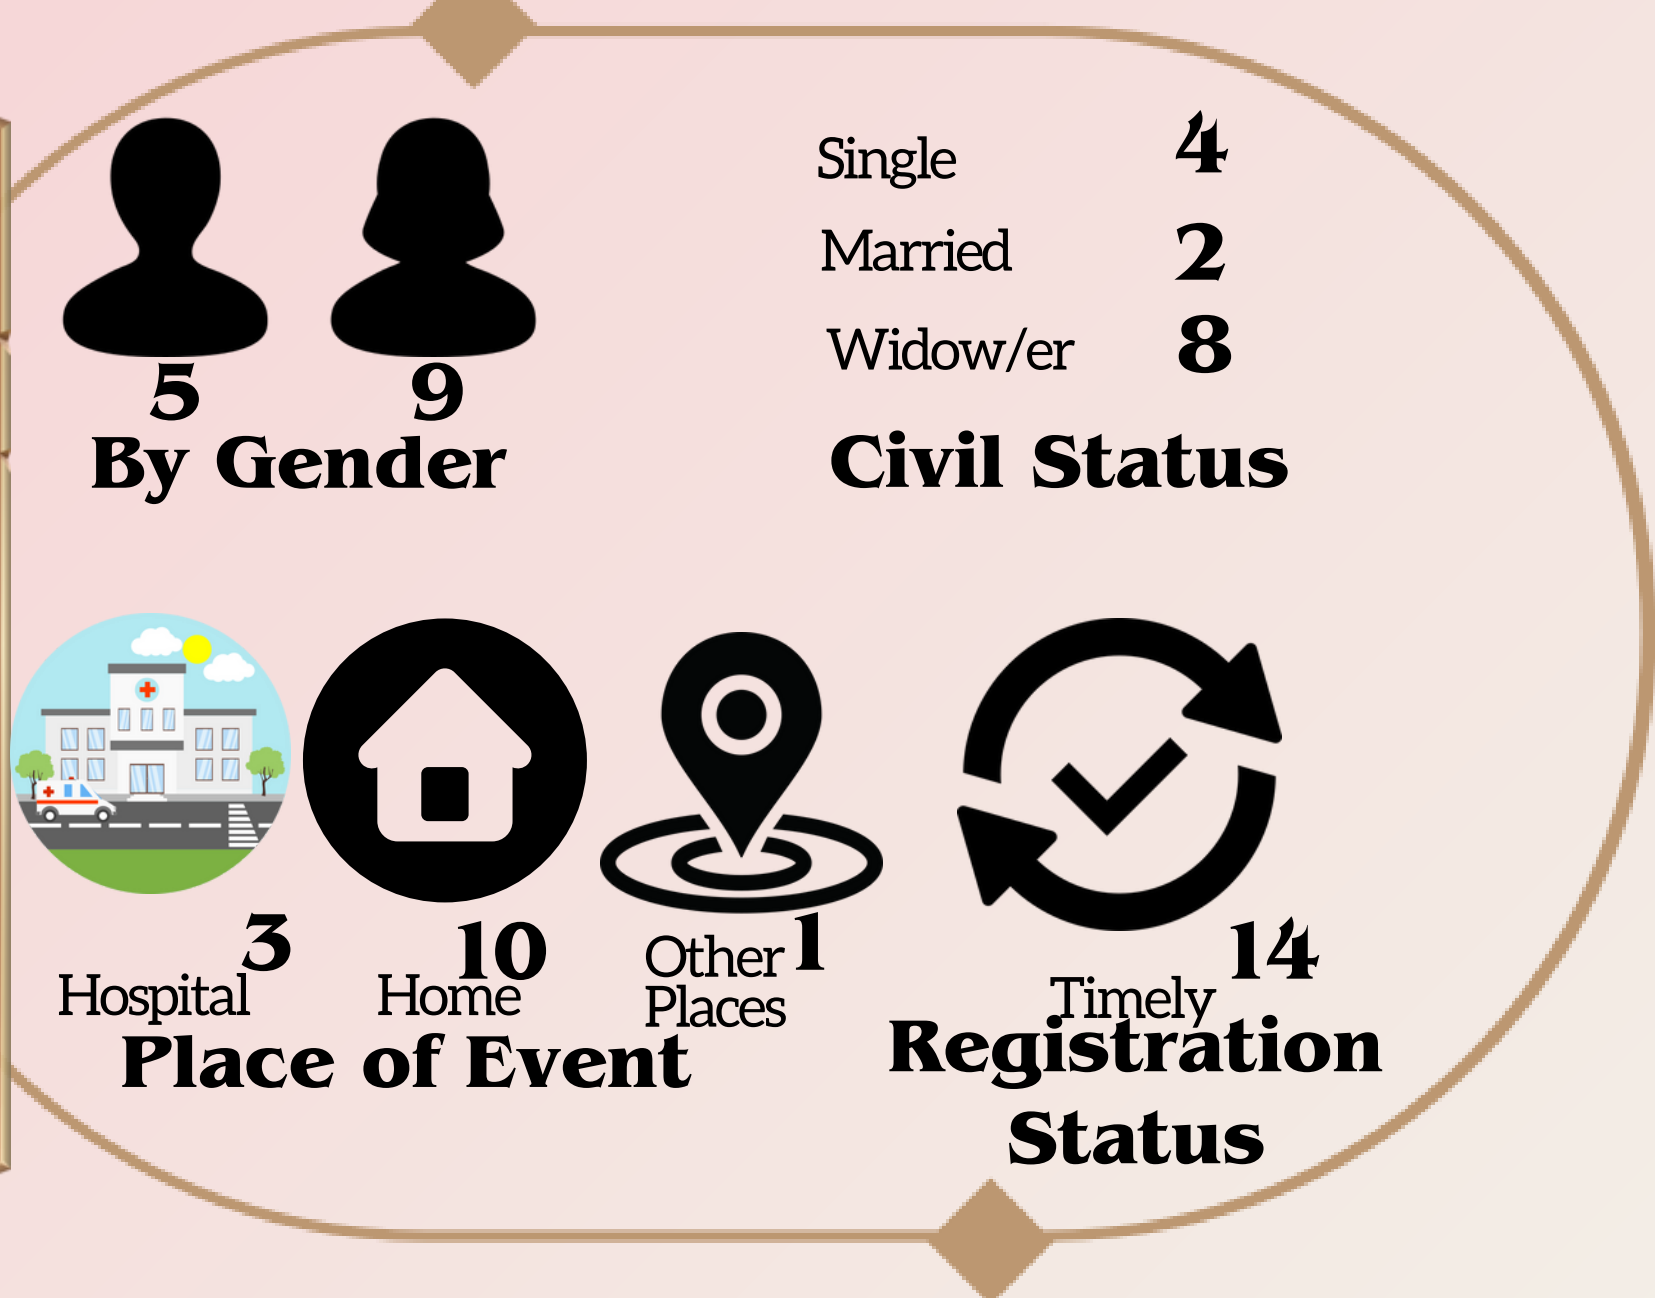 5 9
By Gender
Single 4
Married 2
Widow/er 8
Civil Status
Hospital 3
Home 10
Other 1
Places
Place of Event
Timely 14
Registration
Status